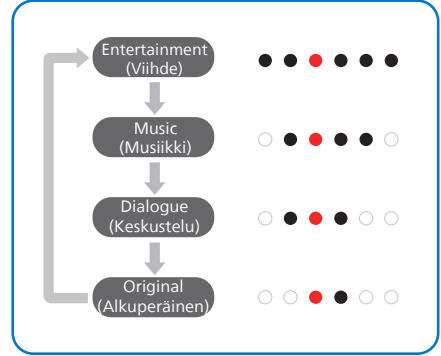 Entertainment
(Viihde)
Music
(Musiikki)
Dialogue
(Keskustelu)
Original
(Alkuperäinen)